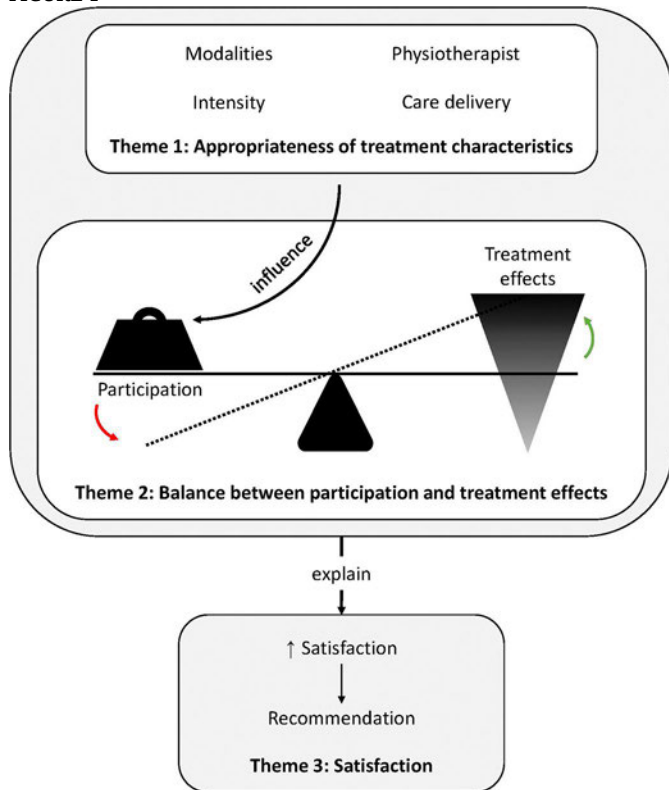 Modalities Physiotherapist
Intensity Care delivery
Theme 1: Appropriateness of treatment characteristics
influence
Treatment
effects
Participation
Theme 2: Balance between participation and treatment effects
explain
↑ Satisfaction
Recommendation
Theme 3: Satisfaction